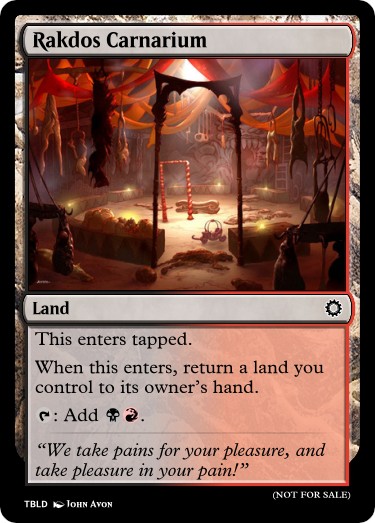 Rakdos Carnarium
Land
This enters tapped.
When this enters, return a land you
control to its owner's hand.
: Add .
“We take pains for your pleasure, and
take pleasure in your pain!”
(NOT FOR SALE)
TBLD John Avon